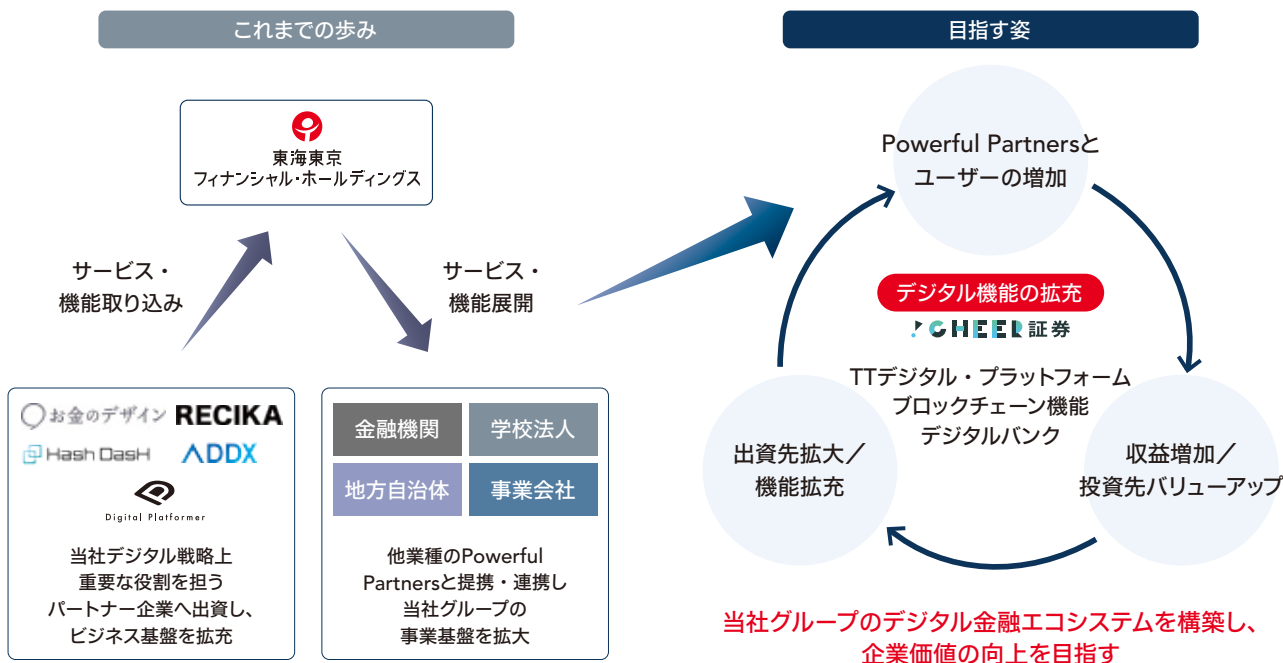 これまでの歩み
東海東京
フィナンシャル・ホールディングス
サービス・
機能取り込み
サービス・
機能展開
お金のデザイン RECIKA
Hash DasH ADDX
Digital Platformer
当社デジタル戦略上
重要な役割を担う
パートナー企業へ出資し、
ビジネス基盤を拡充
金融機関 学校法人
地方自治体 事業会社
他業種のPowerful
Partnersと提携・連携し
当社グループの
事業基盤を拡大
目指す姿
Powerful Partnersと
ユーザーの増加
デジタル機能の拡充
CHEER証券
TTデジタル・プラットフォーム
ブロックチェーン機能
デジタルバンク
出資先拡大／
機能拡充
収益増加／
投資先バリューアップ
当社グループのデジタル金融エコシステムを構築し、
企業価値の向上を目指す